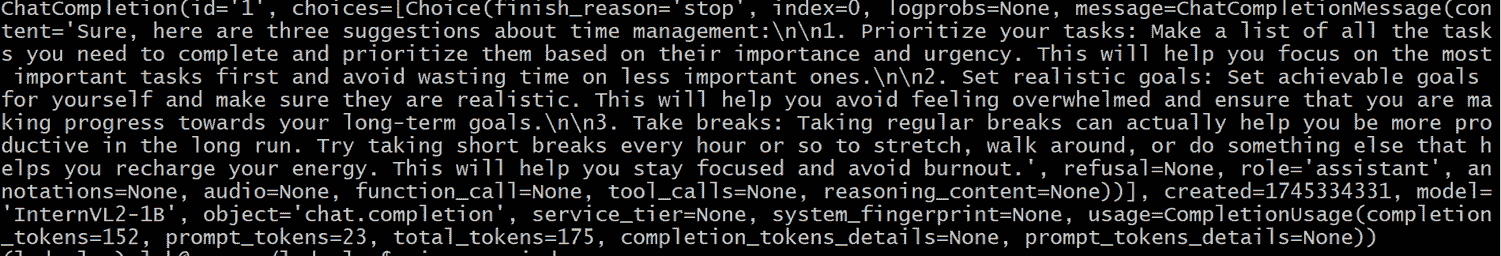 ChatCompletion(id='1', choices=[Choice(finish_reason='stop', index=0, logprobs=None, message=ChatCompletionMessage(con
tent='Sure, here are three suggestions about time management:\n\n1. Prioritize your tasks: Make a list of all the task
s you need to complete and prioritize them based on their importance and urgency. This will help you focus on the most
 important tasks first and avoid wasting time on less important ones.\n\n2. Set realistic goals: Set achievable goals
for yourself and make sure they are realistic. This will help you avoid feeling overwhelmed and ensure that you are ma
king progress towards your long-term goals.\n\n3. Take breaks: Taking regular breaks can actually help you be more pro
ductive in the long run. Try taking short breaks every hour or so to stretch, walk around, or do something else that h
elps you recharge your energy. This will help you stay focused and avoid burnout.', refusal=None, role='assistant', an
notations=None, audio=None, function_call=None, tool_calls=None, reasoning_content=None))], created=1745334331, model=
'InternVL2-1B', object='chat.completion', service_tier=None, system_fingerprint=None, usage=CompletionUsage(completion
_tokens=152, prompt_tokens=23, total_tokens=175, completion_tokens_details=None, prompt_tokens_details=None))